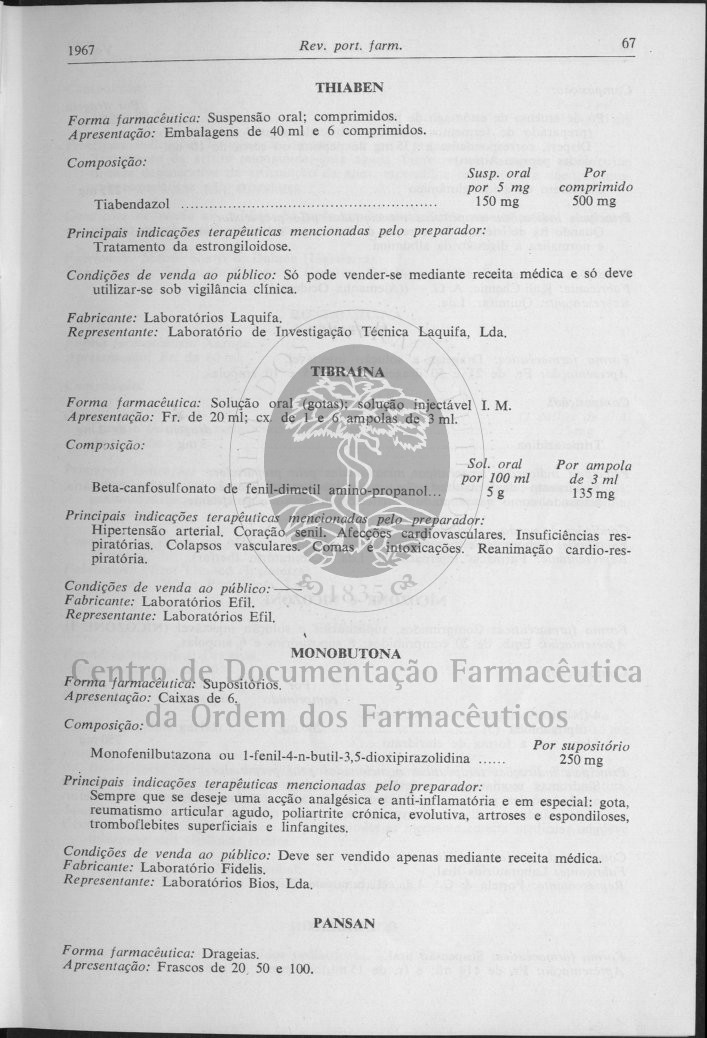 1967 Rev. port. farm. 67
THIABEN
Forma farmacêutica: Suspensão oral; comprimidos.
Apresentação: Embalagens de 40 ml e 6 comprimidos.
Composição:
Susp. oral Por
por 5 mg comprimido
Tiabendazol ........................................................ 150 mg 500 mg
Principais indicações terapêuticas mencionadas pelo preparador:
Tratamento da estrongiloidose.
Condições de venda ao público: Só pode vender-se mediante receita médica e só deve
utilizar-se sob vigilância clínica.
Fabricante: Laboratórios Laquifa.
Representante: Laboratório de Investigação Técnica Laquifa, Lda.
TIBRAÍNA
Forma farmacêutica: Solução oral (gotas); solução injectável I. M.
Apresentação: Fr. de 20 ml; cx. de 1 e 6 ampolas de 3 ml.
Composição:
Sol. oral Por ampola
por 100 ml de 3 ml
Beta-canfosulfonato de fenil-dimetil amino-propanol... 5 g 135 mg
Principais indicações terapêuticas mencionadas pelo preparador:
Hipertensão arterial. Coração senil. Afecções cardiovasculares. Insuficiências res-
piratórias. Colapsos vasculares. Comas e intoxicações. Reanimação cardio-res-
piratória.
Condições de venda ao público: ——
1835
Fabricante: Laboratórios Efil.
Representante: Laboratórios Efil.
MONOBUTONA
Centro de Documentação Farmacêutica
Forma farmacêutica: Supositórios.
Apresentação: Caixas de 6.
da Ordem dos Farmacêuticos
Composição:
Por supositório
Monofenilbutazona ou 1-fenil-4-n-butil-3,5-dioxipirazolidina ...... 250 mg
Principais indicações terapêuticas mencionadas pelo preparador:
Sempre que se deseje uma acção analgésica e anti-inflamatória e em especial: gota,
reumatismo articular agudo, poliartrite crónica, evolutiva, artroses e espondiloses,
tromboflebites superficiais e linfangites.
Condições de venda ao público: Deve ser vendido apenas mediante receita médica.
Fabricante: Laboratório Fidelis.
Representante: Laboratórios Bios, Lda.
PANSAN
Forma farmacêutica: Drageias.
Apresentação: Frascos de 20, 50 e 100.